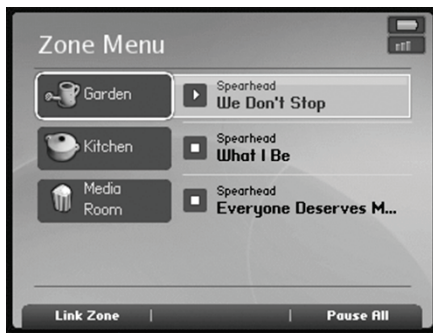 Zone Menu
Garden
Spearhead
We Don't Stop
Kitchen
Spearhead
What I Be
Media
Room
Spearhead
Everyone Deserves M...
Link Zone
Pause All